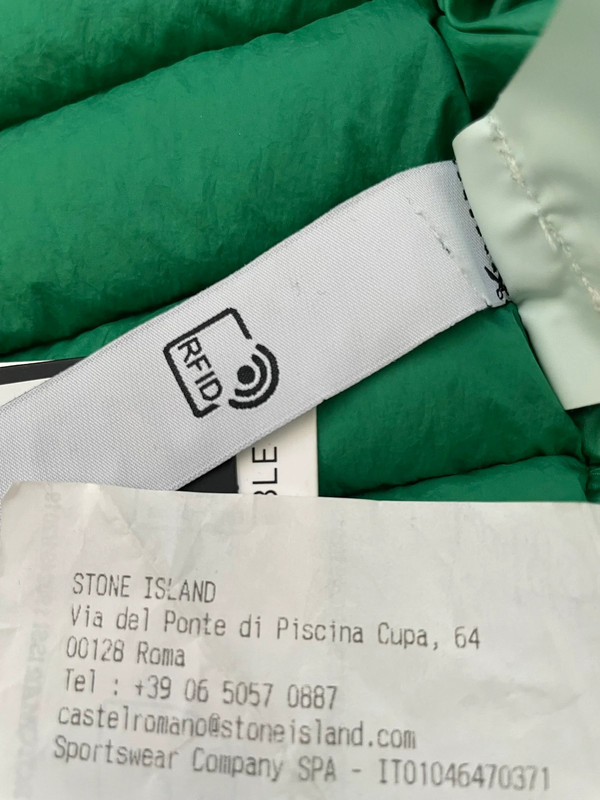 RFID
BLE
STONE ISLAND
Via del Ponte di Piscina Cupa, 64
00128 Roma
Tel : +39 06 5057 0887
castelromano@stoneisland.com
Sportswear Company SPA - IT01046470371